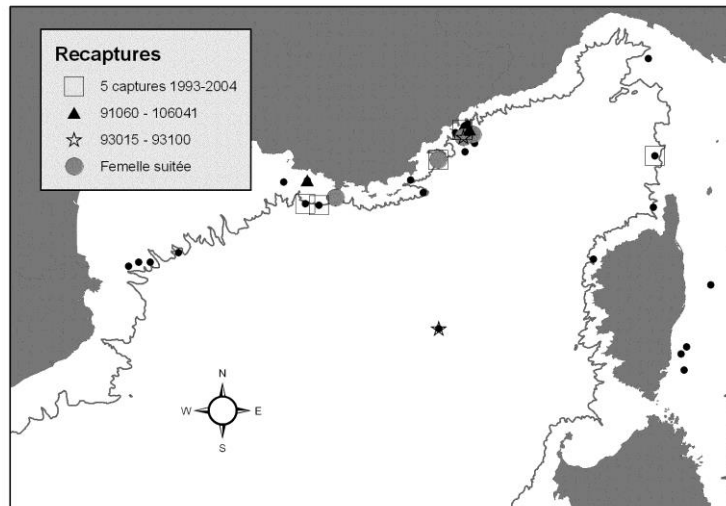 Recaptures
5 captures 1993-2004
91060 - 106041
93015 - 93100
Femelle suitée
N
W E
S